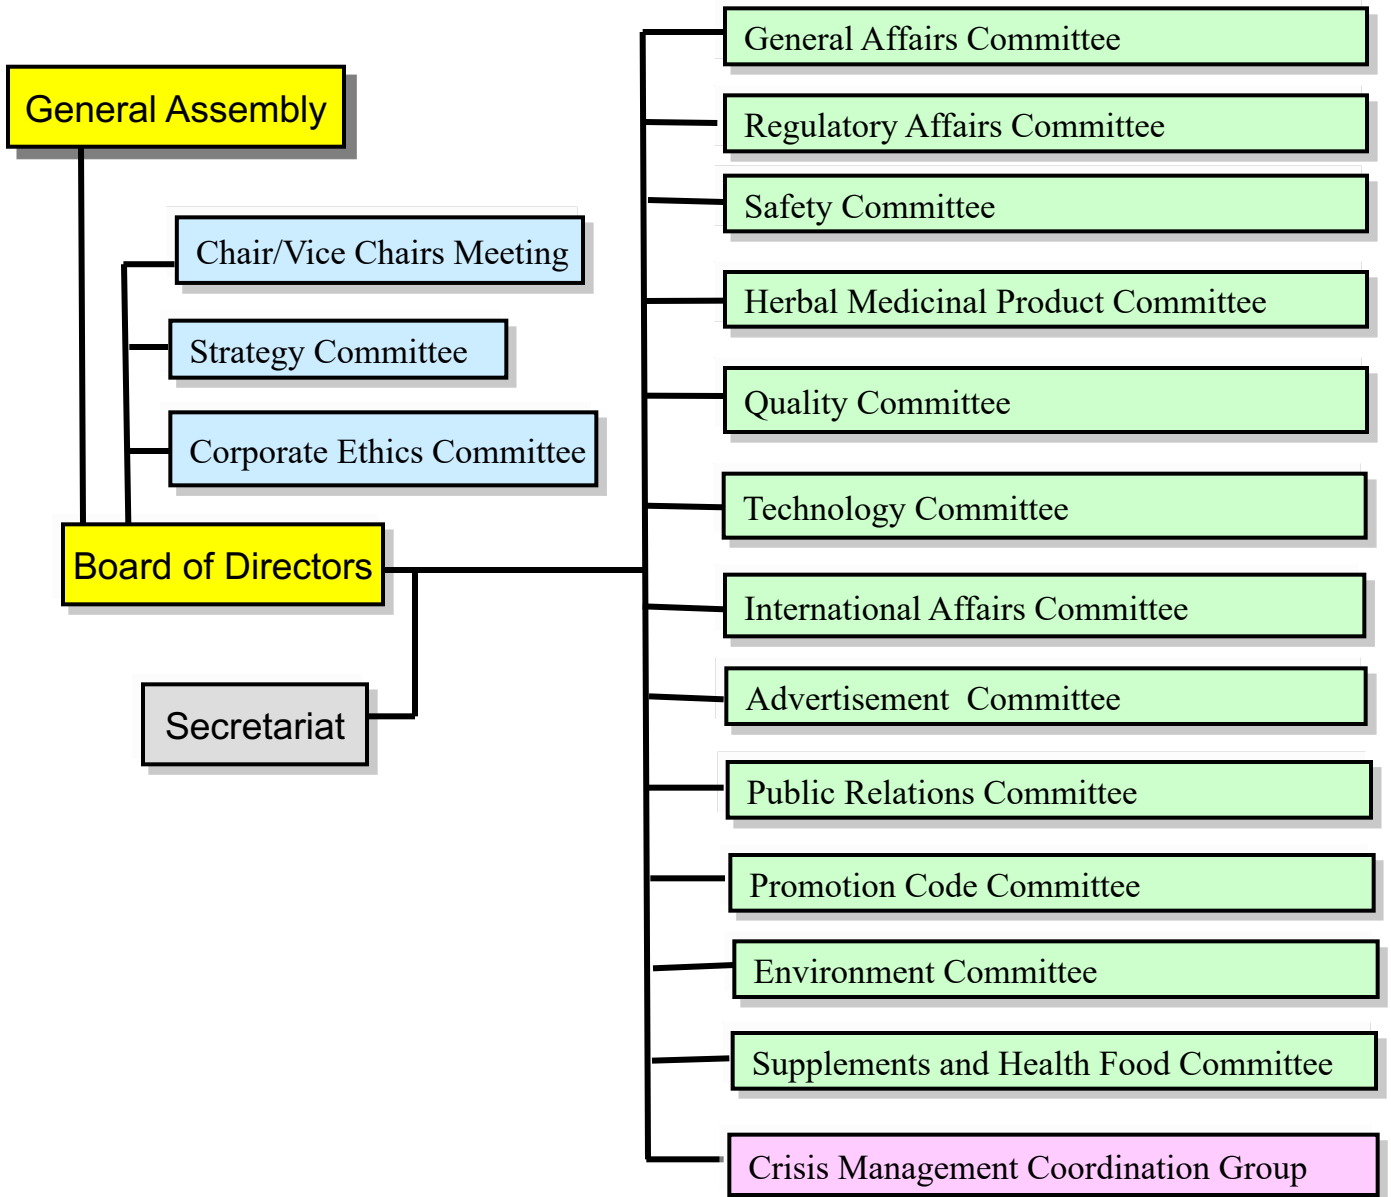 General Assembly
Chair/Vice Chairs Meeting
Strategy Committee
Corporate Ethics Committee
Board of Directors
Secretariat
General Affairs Committee
Regulatory Affairs Committee
Safety Committee
Herbal Medicinal Product Committee
Quality Committee
Technology Committee
International Affairs Committee
Advertisement  Committee
Public Relations Committee
Promotion Code Committee
Environment Committee
Supplements and Health Food Committee
Crisis Management Coordination Group